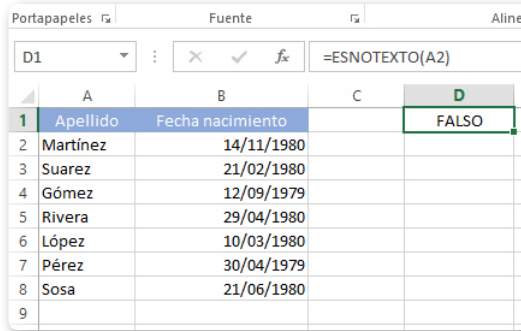 Portapapeles Fuente Aline
D1 fx =ESNOTEXTO(A2)
A B C D
1 Apellido Fecha nacimiento FALSO
2 Martínez 14/11/1980
3 Suarez 21/02/1980
4 Gómez 12/09/1979
5 Rivera 29/04/1980
6 López 10/03/1980
7 Pérez 30/04/1979
8 Sosa 21/06/1980
9